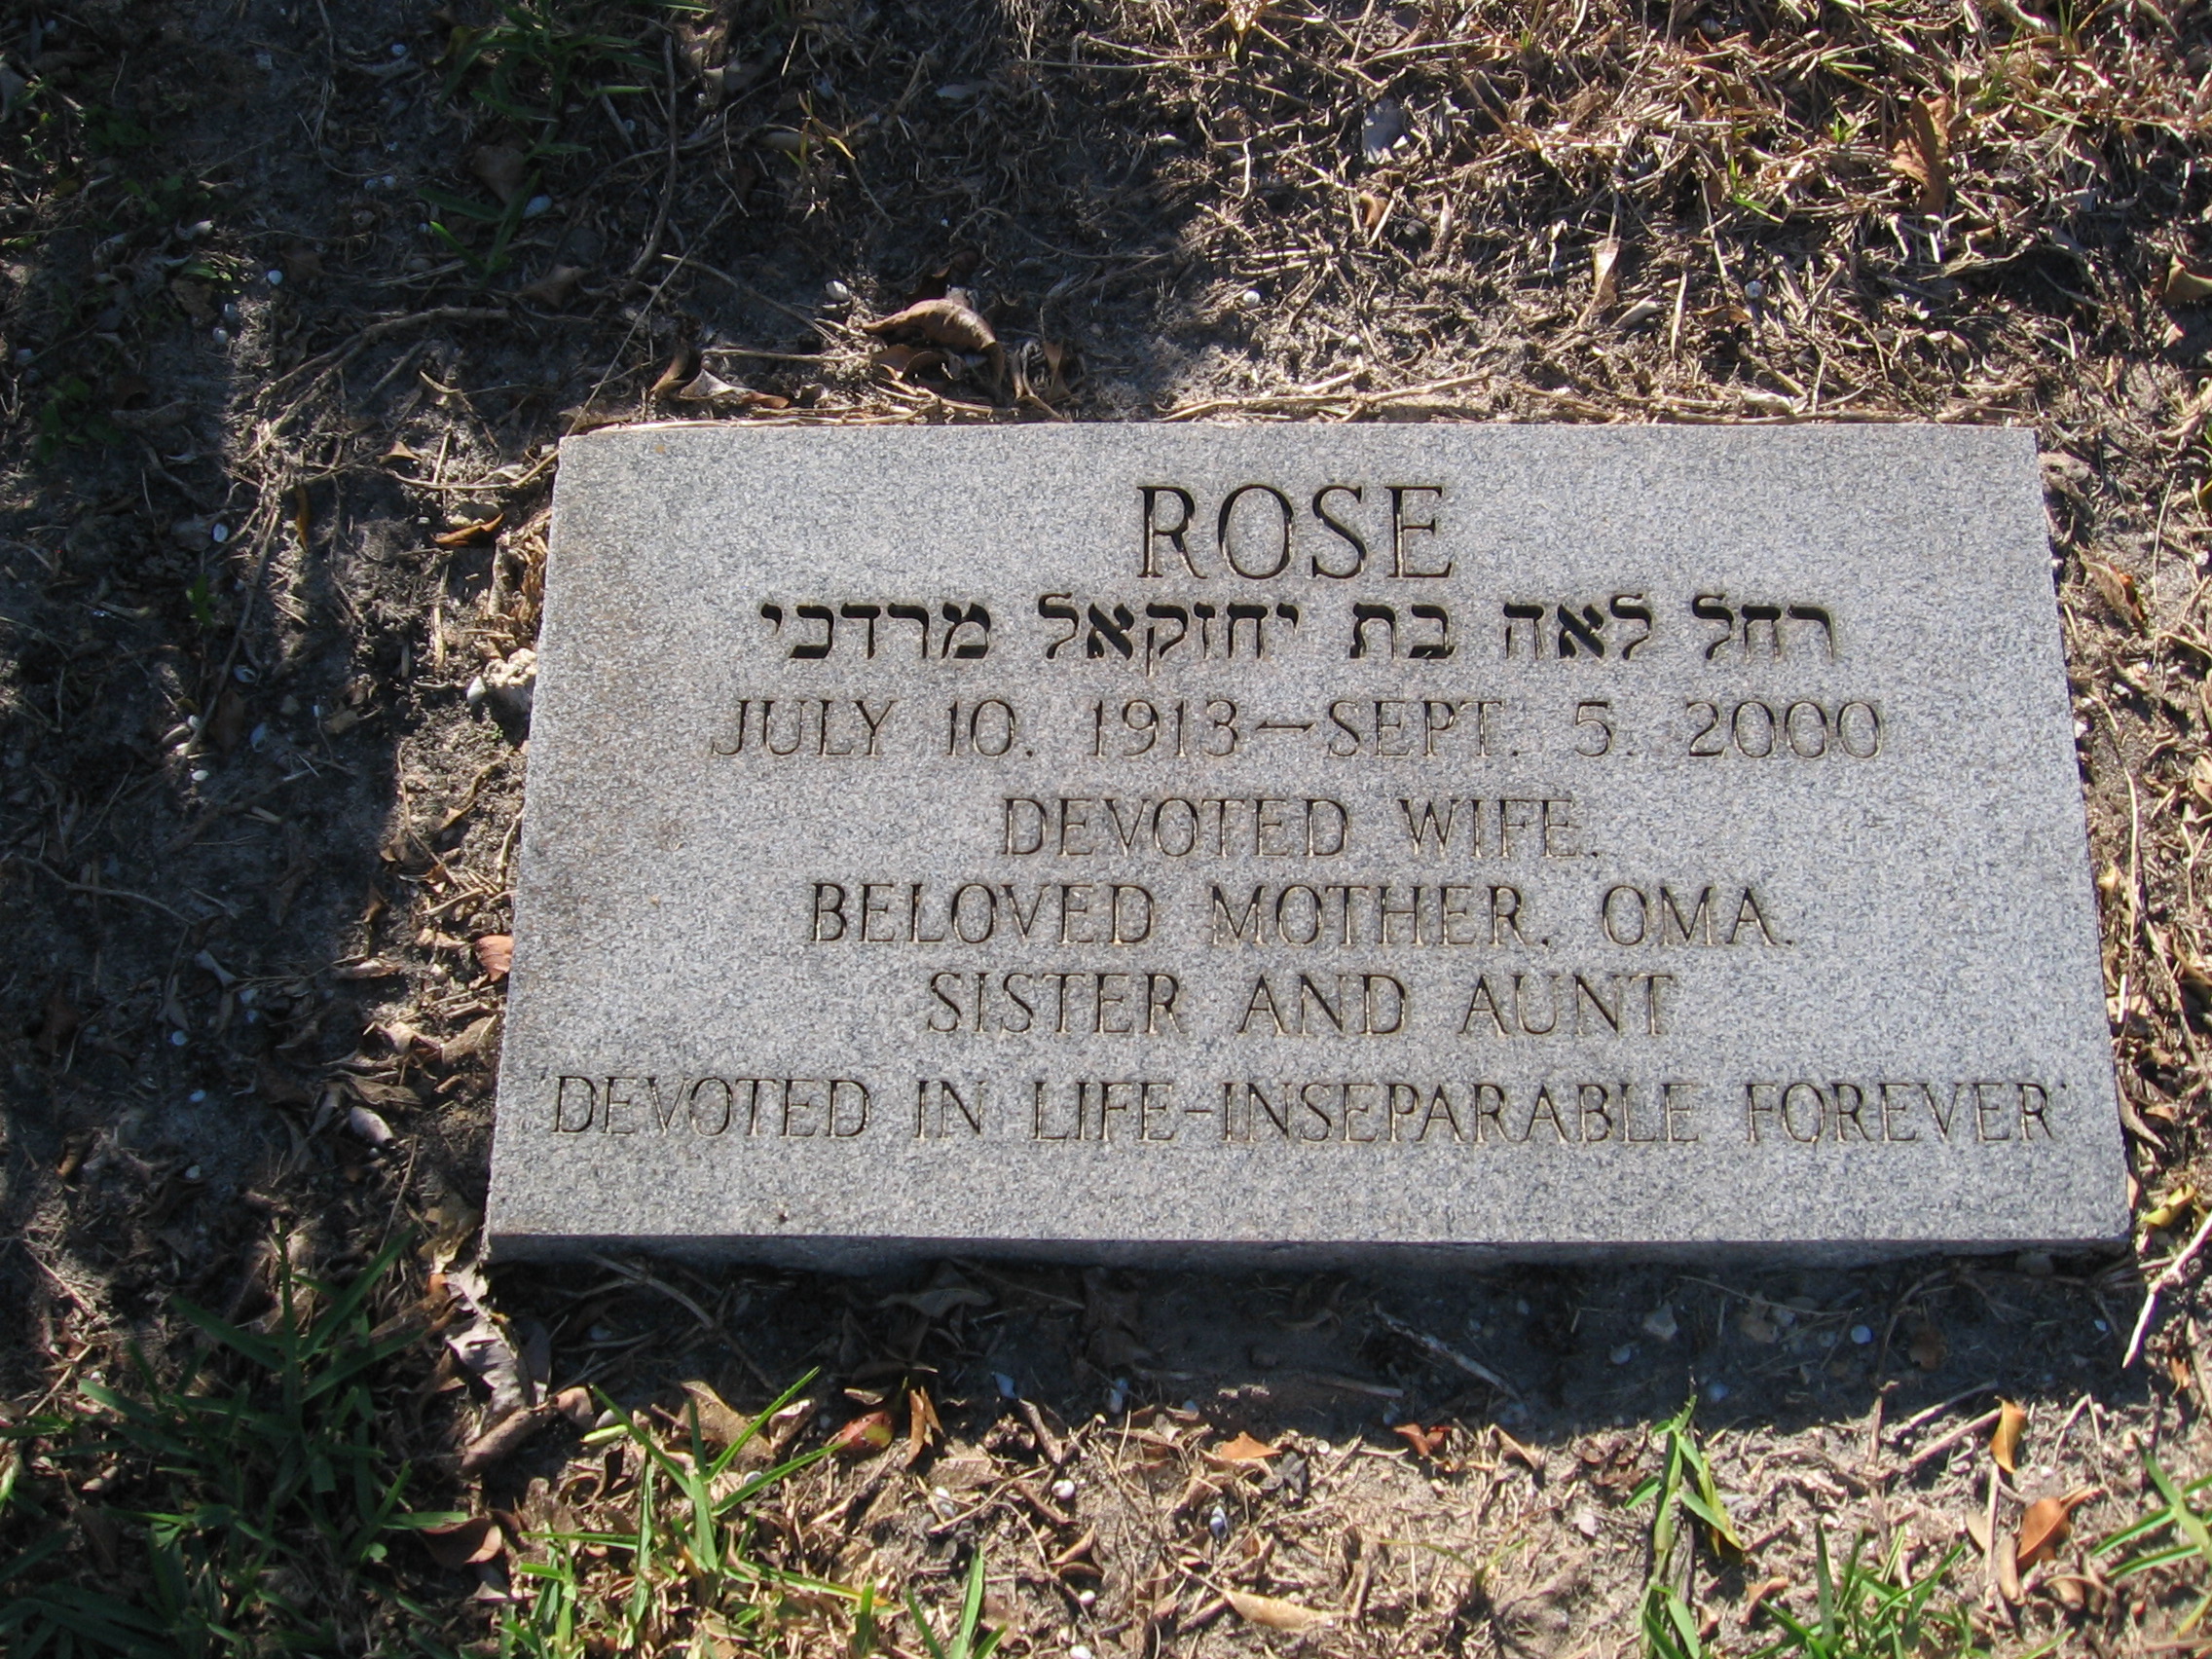 ROSE
רחל לאה בת יחזקאל מרדכי
JULY 10, 1913-SEPT. 5, 2000
DEVOTED WIFE,
BELOVED MOTHER, OMA,
SISTER AND AUNT
'DEVOTED IN LIFE-INSEPARABLE FOREVER'